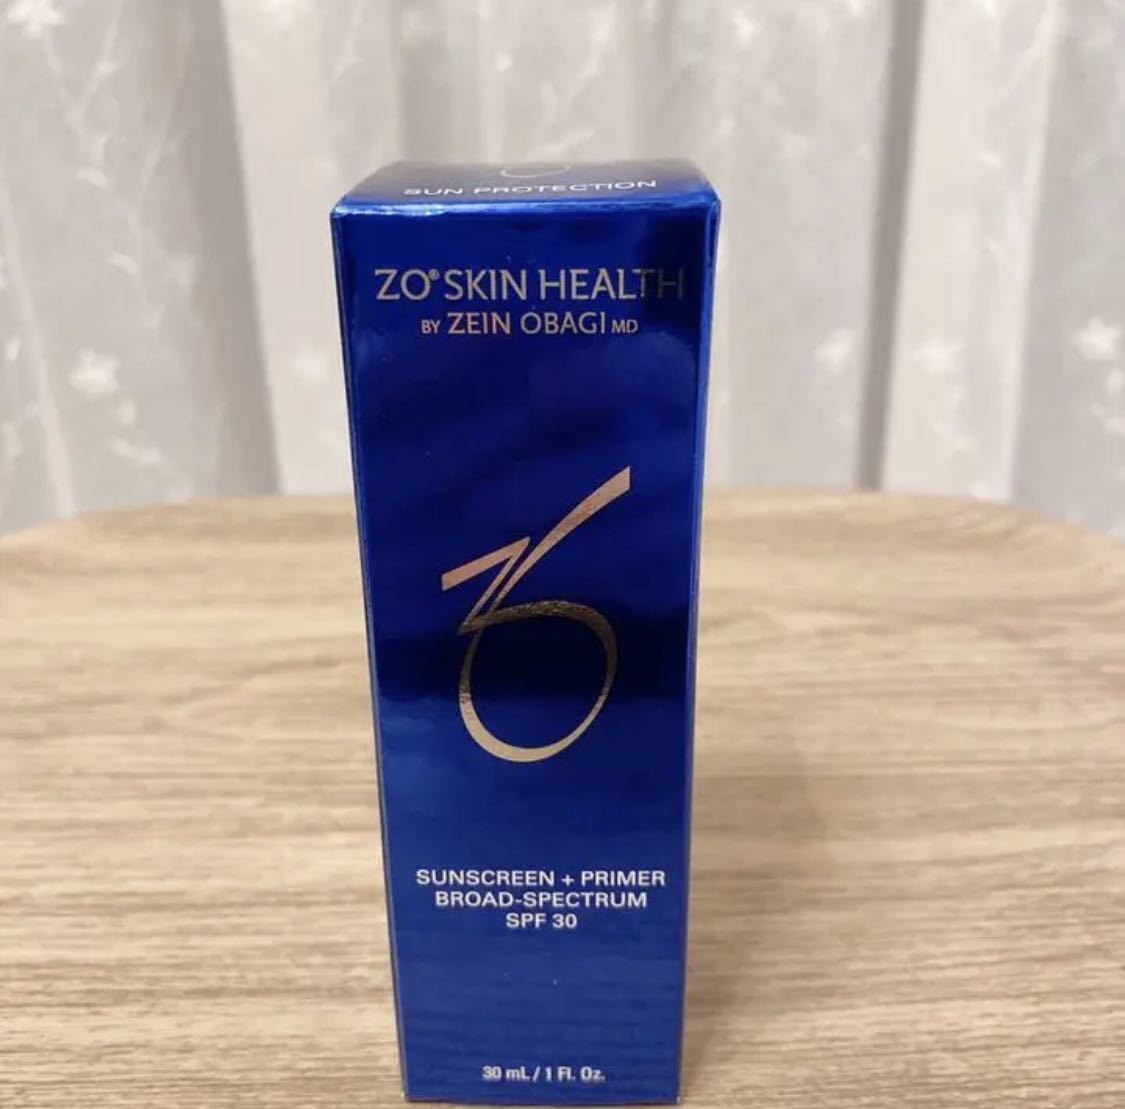 SUN PROTECTION
ZO® SKIN HEALTH
BY ZEIN OBAGI MD
SUNSCREEN + PRIMER
BROAD-SPECTRUM
SPF 30
30 mL / 1 Fl. Oz.